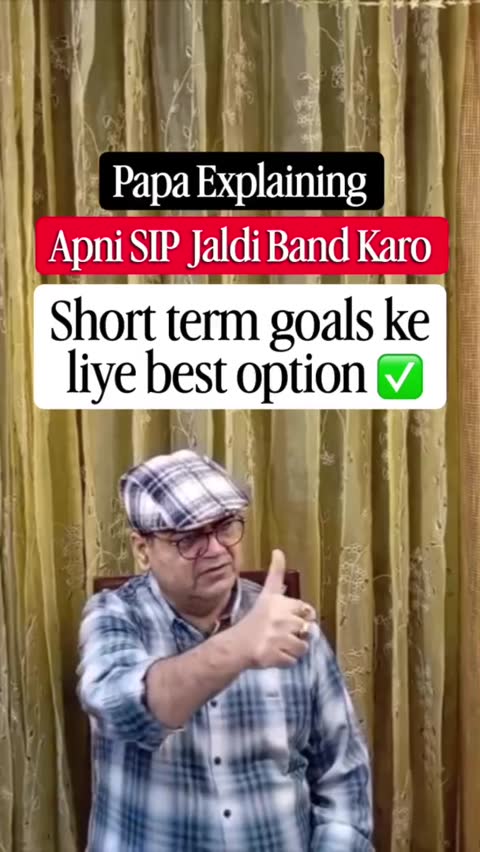 Papa Explaining
Apni SIP Jaldi Band Karo
Short term goals ke
liye best option ✅